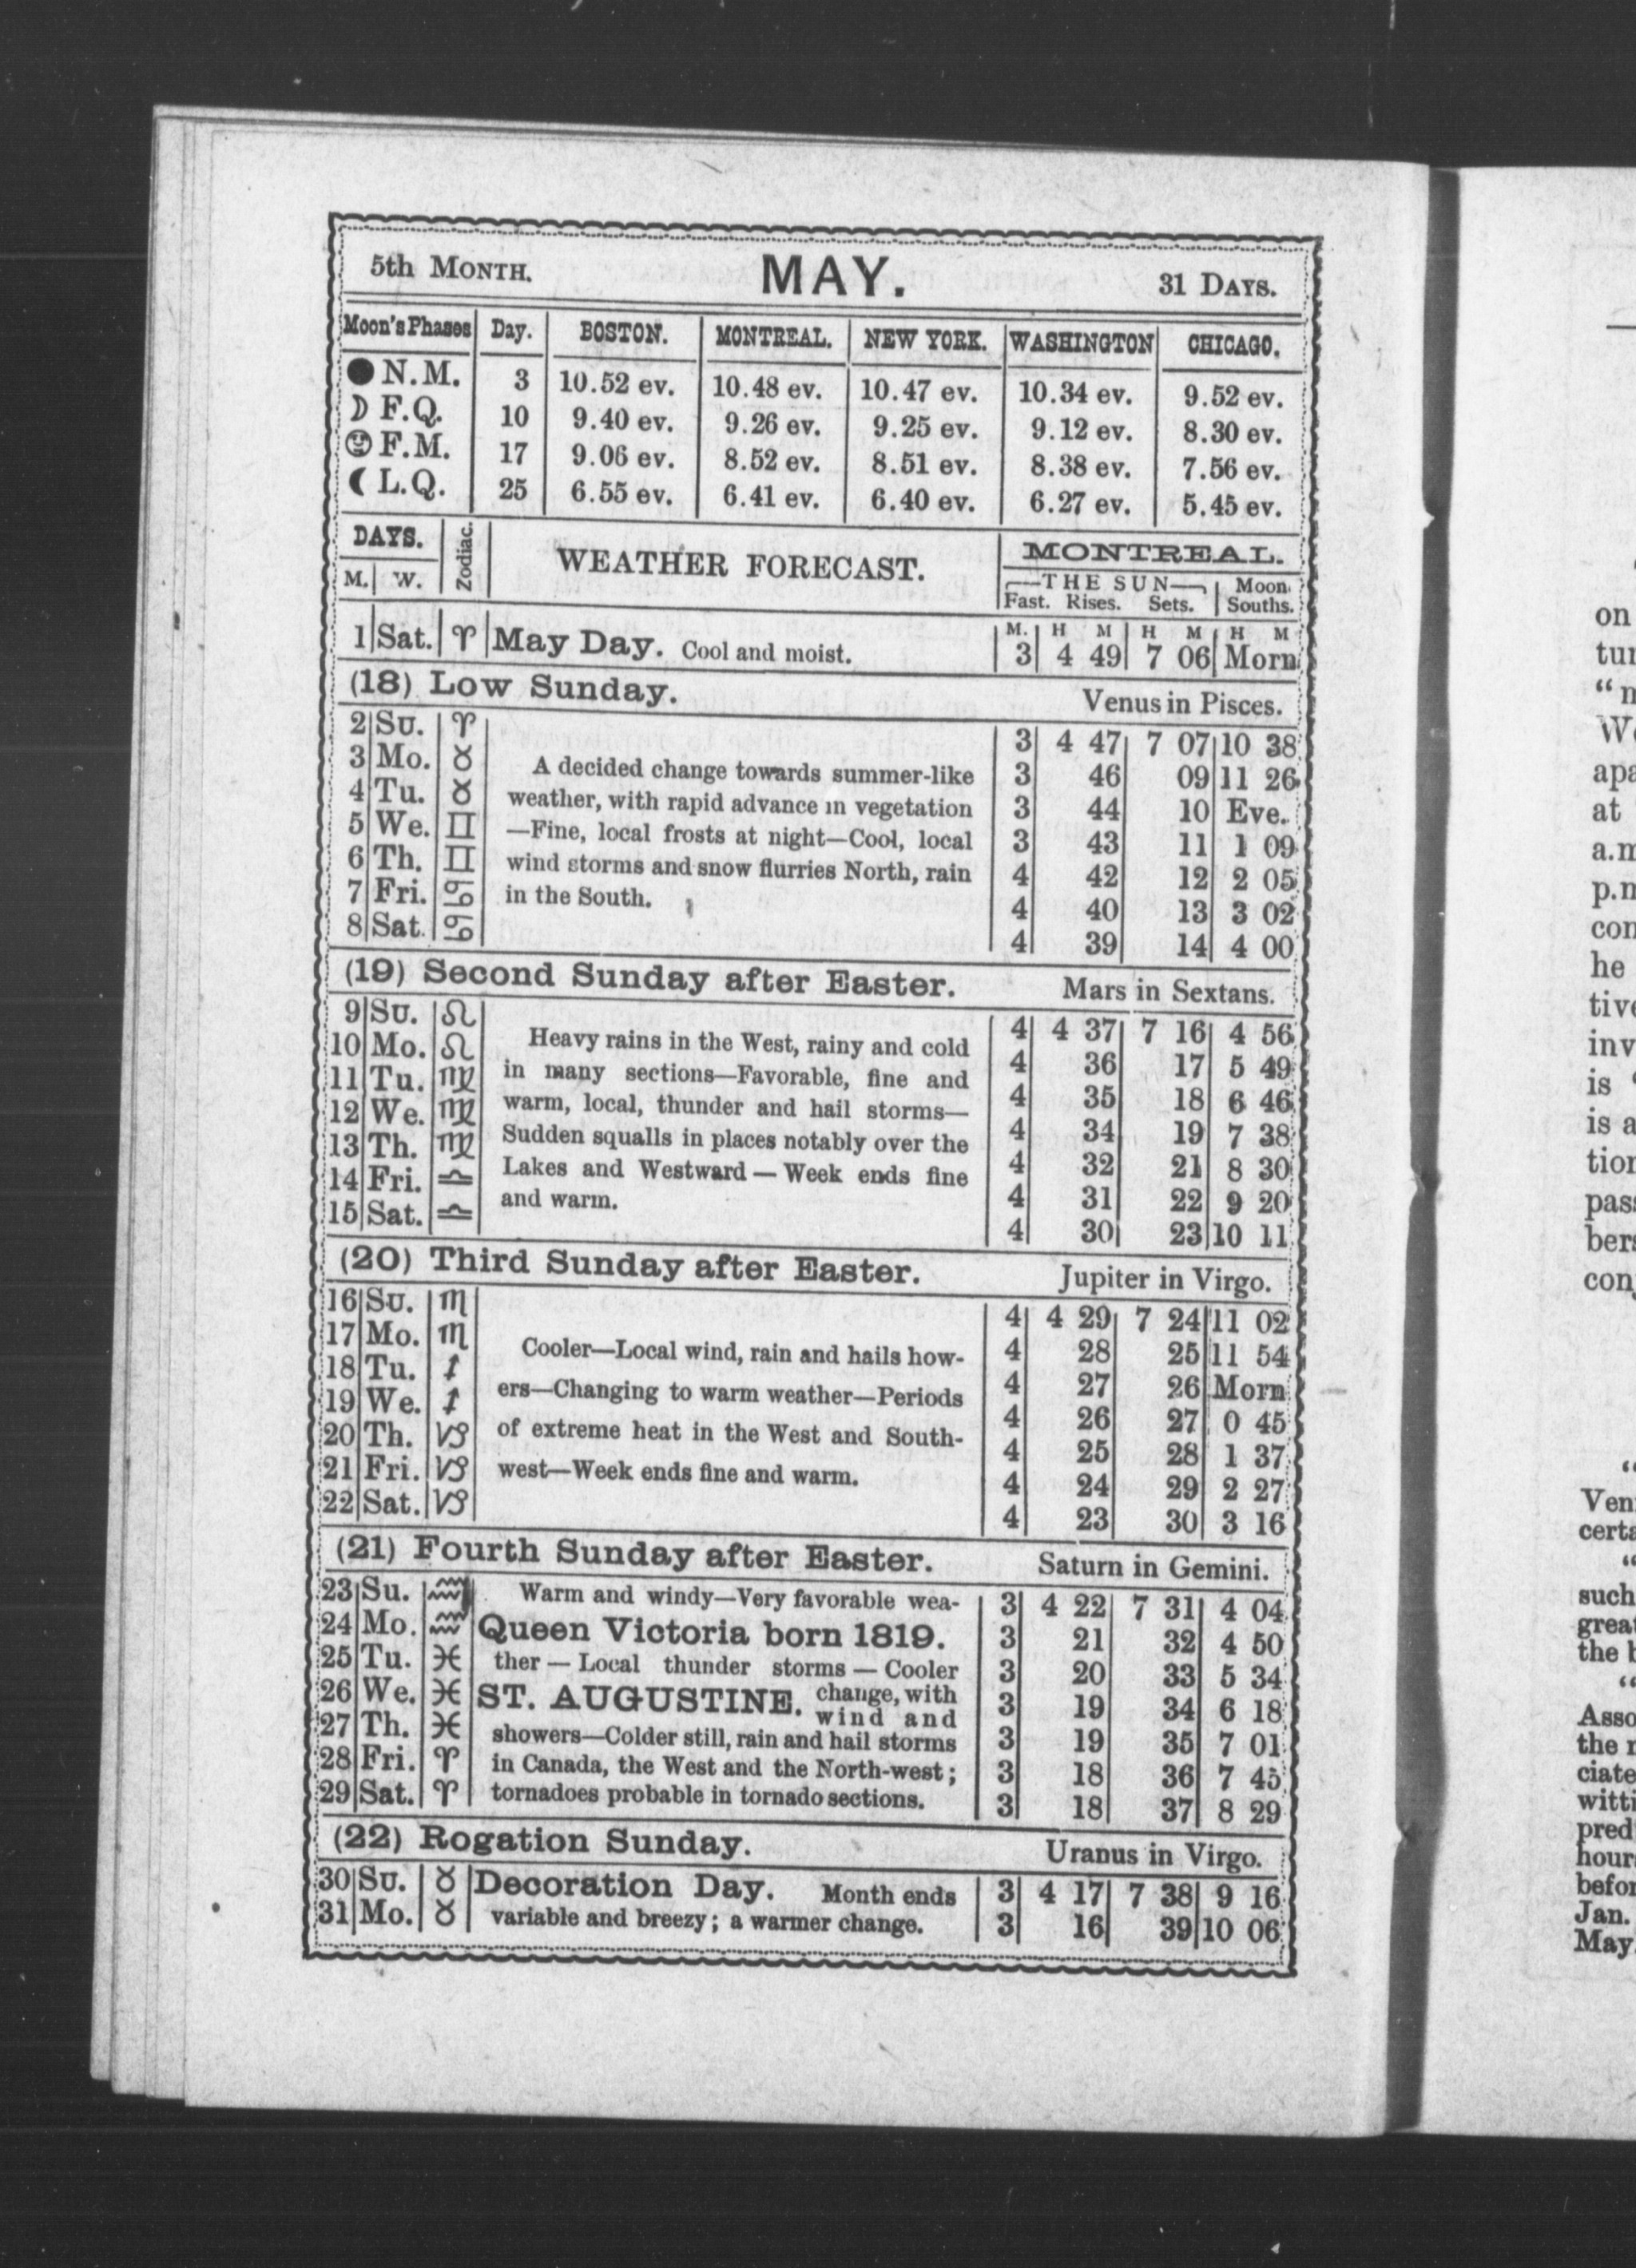 5th MONTH. MAY. 31 DAYS.
Moon's Phases Day. BOSTON. MONTREAL. NEW YORK. WASHINGTON CHICAGO.
● N.M. 3 10.52 ev. 10.48 ev. 10.47 ev. 10.34 ev. 9.52 ev.
☽ F.Q. 10 9.40 ev. 9.26 ev. 9.25 ev. 9.12 ev. 8.30 ev.
F.M. 17 9.06 ev. 8.52 ev. 8.51 ev. 8.38 ev. 7.56 ev.
☾ L.Q. 25 6.55 ev. 6.41 ev. 6.40 ev. 6.27 ev. 5.45 ev.
DAYS. Zodiac. WEATHER FORECAST. MONTREAL.
M. W. THE SUN Moon
Fast. Rises. Sets. Souths.
M. H M H M H M
1 Sat. ♈ May Day. Cool and moist. 3 4 49 7 06 Morn
(18) Low Sunday. Venus in Pisces.
2 Su. ♈ 3 4 47 7 07 10 38
3 Mo. ♉ A decided change towards summer-like 3 46 09 11 26
4 Tu. ♉ weather, with rapid advance in vegetation 3 44 10 Eve.
5 We. ♊ —Fine, local frosts at night—Cool, local 3 43 11 1 09
6 Th. ♊ wind storms and snow flurries North, rain 4 42 12 2 05
7 Fri. ♋ in the South. 4 40 13 3 02
8 Sat. ♋ 4 39 14 4 00
(19) Second Sunday after Easter. Mars in Sextans.
9 Su. ♌ 4 4 37 7 16 4 56
10 Mo. ♌ Heavy rains in the West, rainy and cold 4 36 17 5 49
11 Tu. ♍ in many sections—Favorable, fine and 4 35 18 6 46
12 We. ♍ warm, local, thunder and hail storms— 4 34 19 7 38
13 Th. ♍ Sudden squalls in places notably over the 4 32 21 8 30
14 Fri. ♎ Lakes and Westward — Week ends fine 4 31 22 9 20
15 Sat. ♎ and warm. 4 30 23 10 11
(20) Third Sunday after Easter. Jupiter in Virgo.
16 Su. ♏ 4 4 29 7 24 11 02
17 Mo. ♏ Cooler—Local wind, rain and hails how- 4 28 25 11 54
18 Tu. ♐ ers—Changing to warm weather—Periods 4 27 26 Morn
19 We. ♐ 4 26 27 0 45
20 Th. ♑ of extreme heat in the West and South- 4 25 28 1 37
21 Fri. ♑ west—Week ends fine and warm. 4 24 29 2 27
22 Sat. ♑ 4 23 30 3 16
(21) Fourth Sunday after Easter. Saturn in Gemini.
23 Su. ♒ Warm and windy—Very favorable wea- 3 4 22 7 31 4 04
24 Mo. ♒ Queen Victoria born 1819. 3 21 32 4 50
25 Tu. ♓ ther — Local thunder storms — Cooler 3 20 33 5 34
26 We. ♓ ST. AUGUSTINE. change, with wind and 3 19 34 6 18
27 Th. ♓ showers—Colder still, rain and hail storms 3 19 35 7 01
28 Fri. ♈ in Canada, the West and the North-west; 3 18 36 7 45
29 Sat. ♈ tornadoes probable in tornado sections. 3 18 37 8 29
(22) Rogation Sunday. Uranus in Virgo.
30 Su. ♉ Decoration Day. Month ends 3 4 17 7 38 9 16
31 Mo. ♉ variable and breezy; a warmer change. 3 16 39 10 06
on
at
a.m
he
is
is a
"
Ven
"
such
the b
"
the
Jan.
May